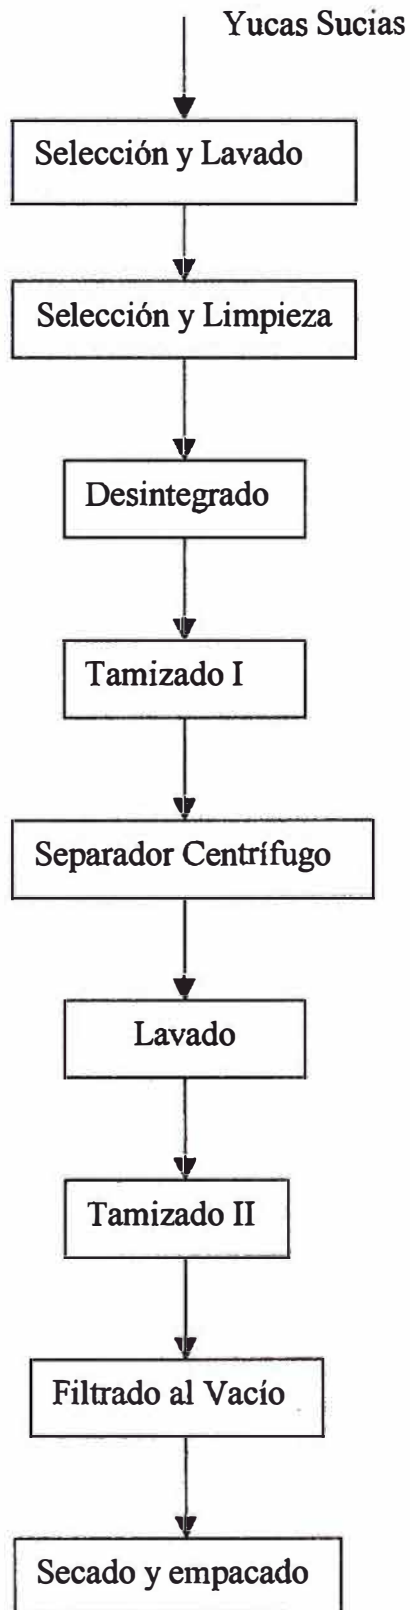 Yucas Sucias
Selección y Lavado
Selección y Limpieza
Desintegrado
Tamizado I
Separador Centrífugo
Lavado
Tamizado II
Filtrado al Vacío
Secado y empacado